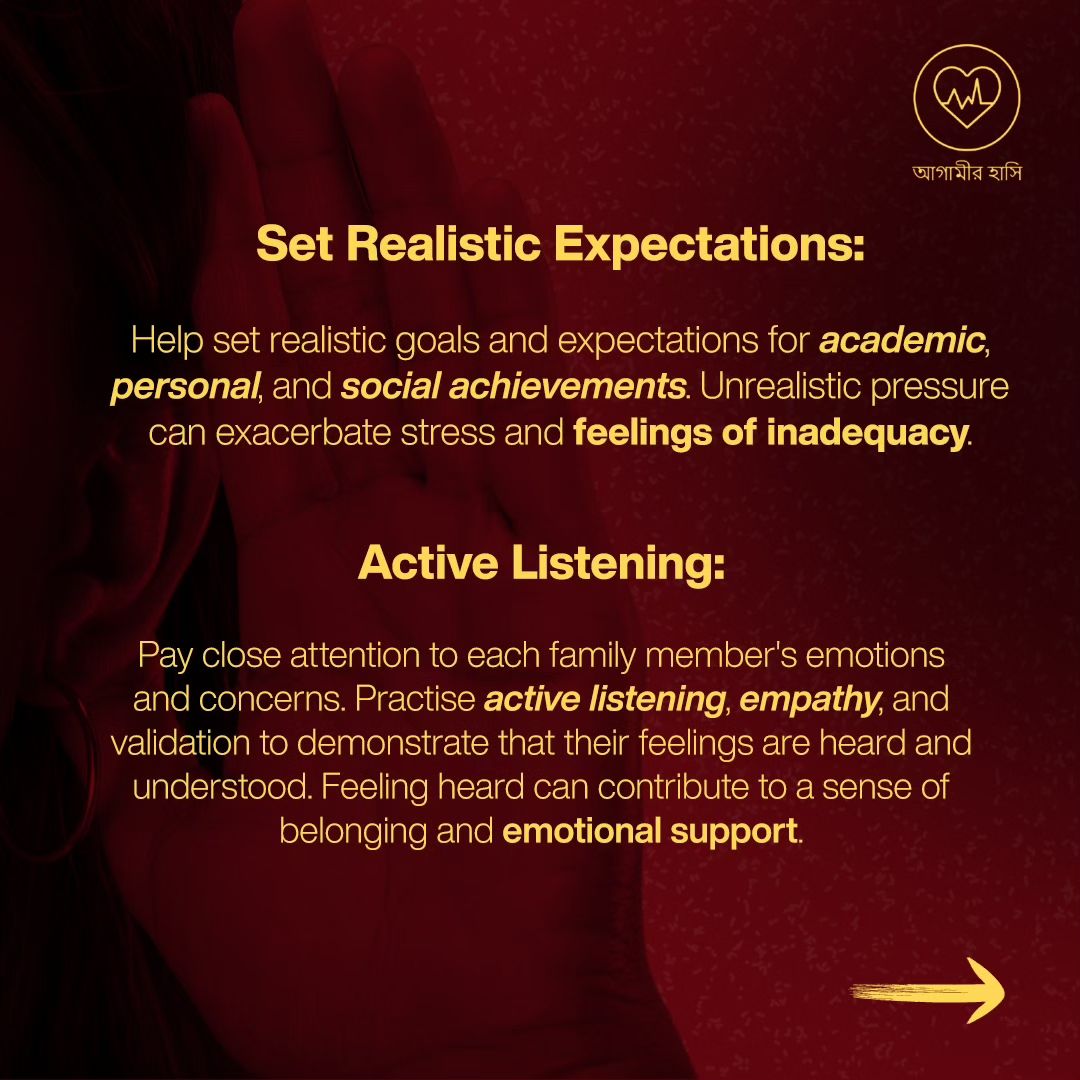 আগামীর হাসি
Set Realistic Expectations:
Help set realistic goals and expectations for academic,
personal, and social achievements. Unrealistic pressure
can exacerbate stress and feelings of inadequacy.
Active Listening:
Pay close attention to each family member's emotions
and concerns. Practise active listening, empathy, and
validation to demonstrate that their feelings are heard and
understood. Feeling heard can contribute to a sense of
belonging and emotional support.